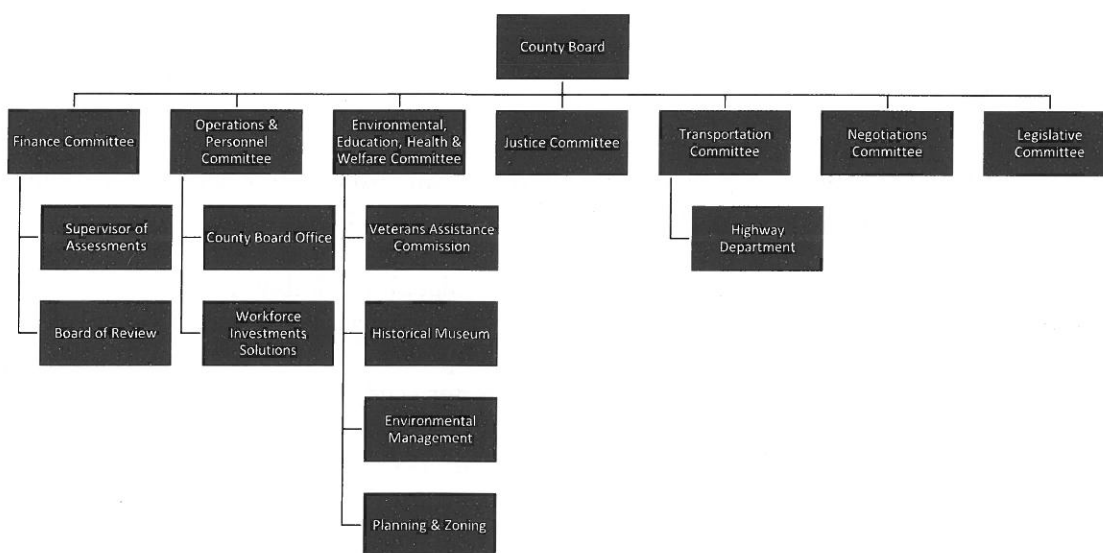 County Board
Finance Committee
Operations &
Personnel
Committee
Environmental,
Education, Health &
Welfare Committee
Justice Committee
Transportation
Committee
Negotiations
Committee
Legislative
Committee
Supervisor of
Assessments
County Board Office
Veterans Assistance
Commission
Highway
Department
Board of Review
Workforce
Investments
Solutions
Historical Museum
Environmental
Management
Planning & Zoning